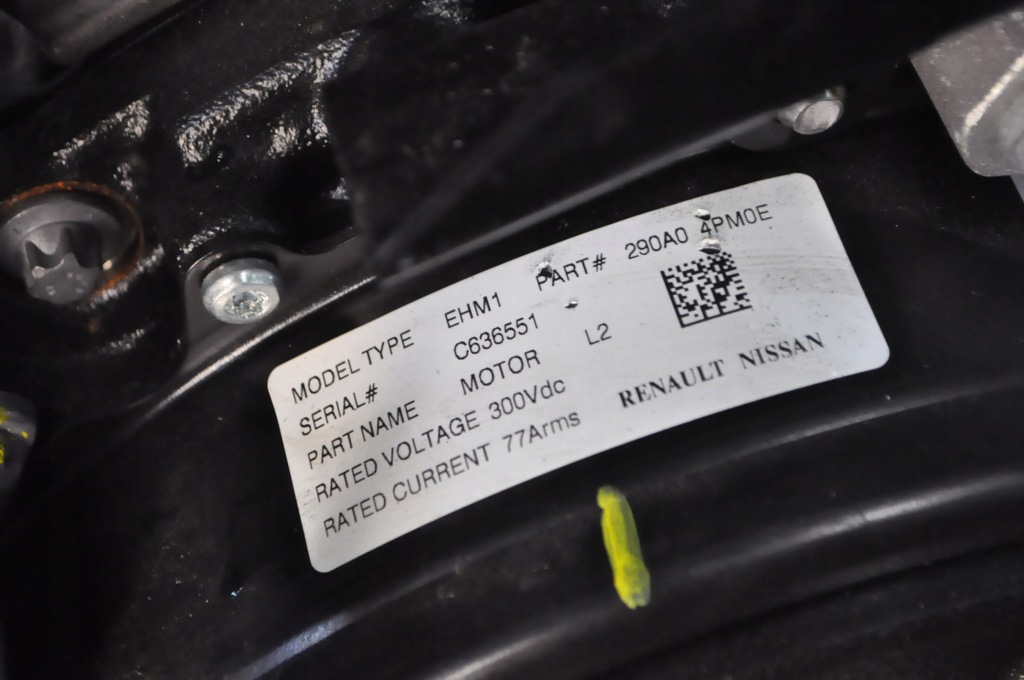 MODEL TYPE EHM1 PART# 290A0 4PM0E
SERIAL# C636551
PART NAME MOTOR L2
RATED VOLTAGE 300Vdc
RATED CURRENT 77Arms RENAULT NISSAN